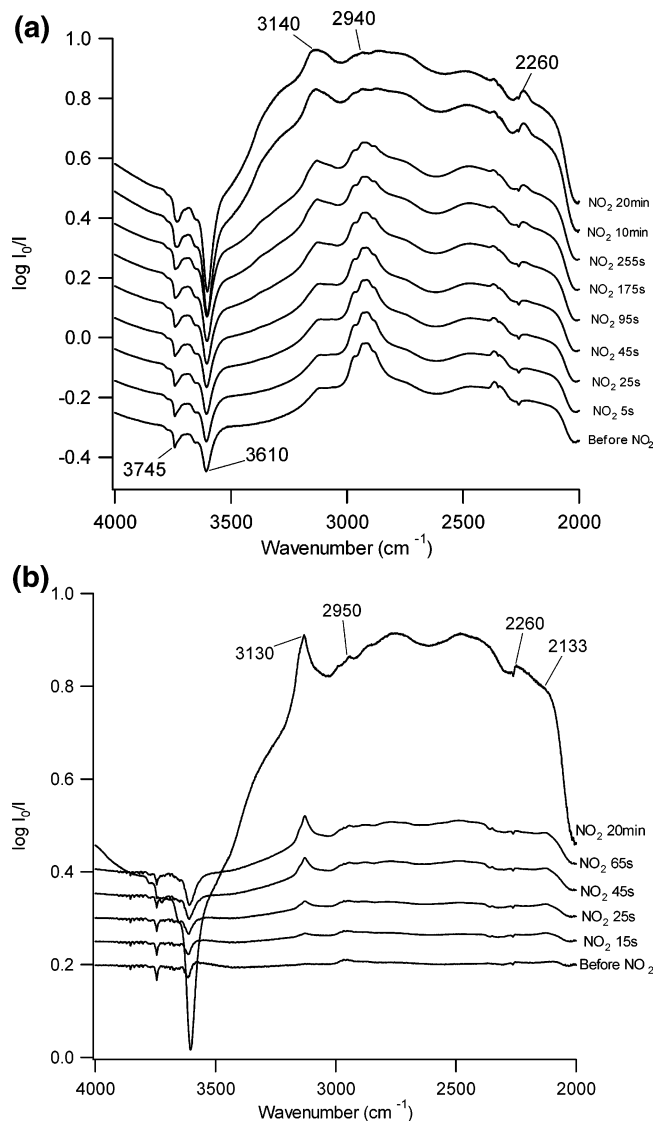 (a)
3140
2940
2260
1.0
0.8
0.6
0.4
0.2
0.0
-0.2
-0.4
log I0/I
NO2 20min
NO2 10min
NO2 255s
NO2 175s
NO2 95s
NO2 45s
NO2 25s
NO2 5s
Before NO2
3745
3610
4000
3500
3000
2500
2000
Wavenumber (cm -1)
(b)
3130
2950
2260
2133
1.0
0.8
0.6
0.4
0.2
0.0
log I0/I
NO2 20min
NO2 65s
NO2 45s
NO2 25s
NO2 15s
Before NO2
4000
3500
3000
2500
2000
Wavenumber (cm -1)